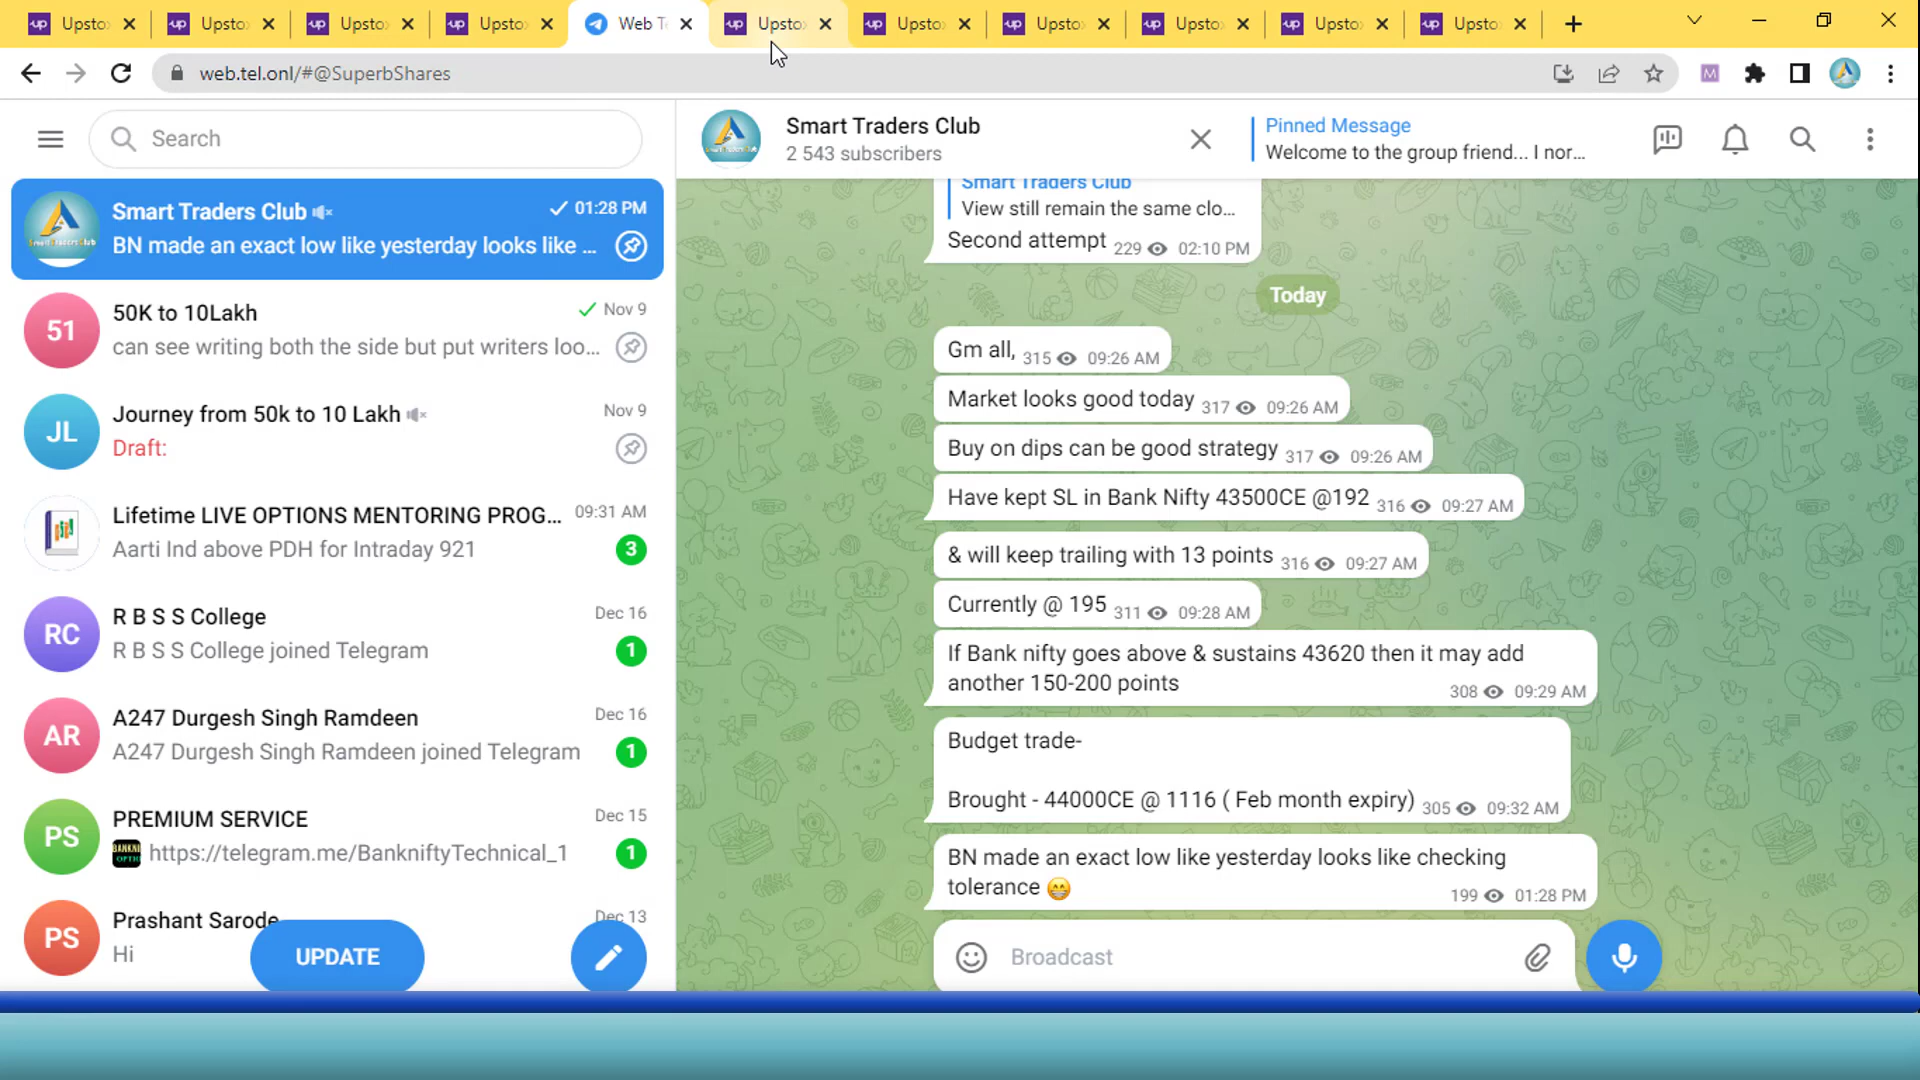 Upsto
Upsto
Upsto
Upsto
Web T
Upsto
Upsto
Upsto
Upsto
Upsto
Upsto
web.tel.onl/#@SuperbShares
Search
Smart Traders Club 01:28 PM
BN made an exact low like yesterday looks like ...
51
50K to 10Lakh Nov 9
can see writing both the side but put writers loo...
JL
Journey from 50k to 10 Lakh Nov 9
Draft:
Lifetime LIVE OPTIONS MENTORING PROG... 09:31 AM
Aarti Ind above PDH for Intraday 921 3
RC
R B S S College Dec 16
R B S S College joined Telegram 1
AR
A247 Durgesh Singh Ramdeen Dec 16
A247 Durgesh Singh Ramdeen joined Telegram 1
PS
PREMIUM SERVICE Dec 15
https://telegram.me/BankniftyTechnical_1 1
PS
Prashant Sarode Dec 13
Hi
UPDATE
Smart Traders Club
2 543 subscribers
Pinned Message
Welcome to the group friend... I nor...
Smart Traders Club
View still remain the same clo...
Second attempt 229 02:10 PM
Today
Gm all, 315 09:26 AM
Market looks good today 317 09:26 AM
Buy on dips can be good strategy 317 09:26 AM
Have kept SL in Bank Nifty 43500CE @192 316 09:27 AM
& will keep trailing with 13 points 316 09:27 AM
Currently @ 195 311 09:28 AM
If Bank nifty goes above & sustains 43620 then it may add
another 150-200 points 308 09:29 AM
Budget trade-
Brought - 44000CE @ 1116 ( Feb month expiry) 305 09:32 AM
BN made an exact low like yesterday looks like checking
tolerance 😁 199 01:28 PM
Broadcast